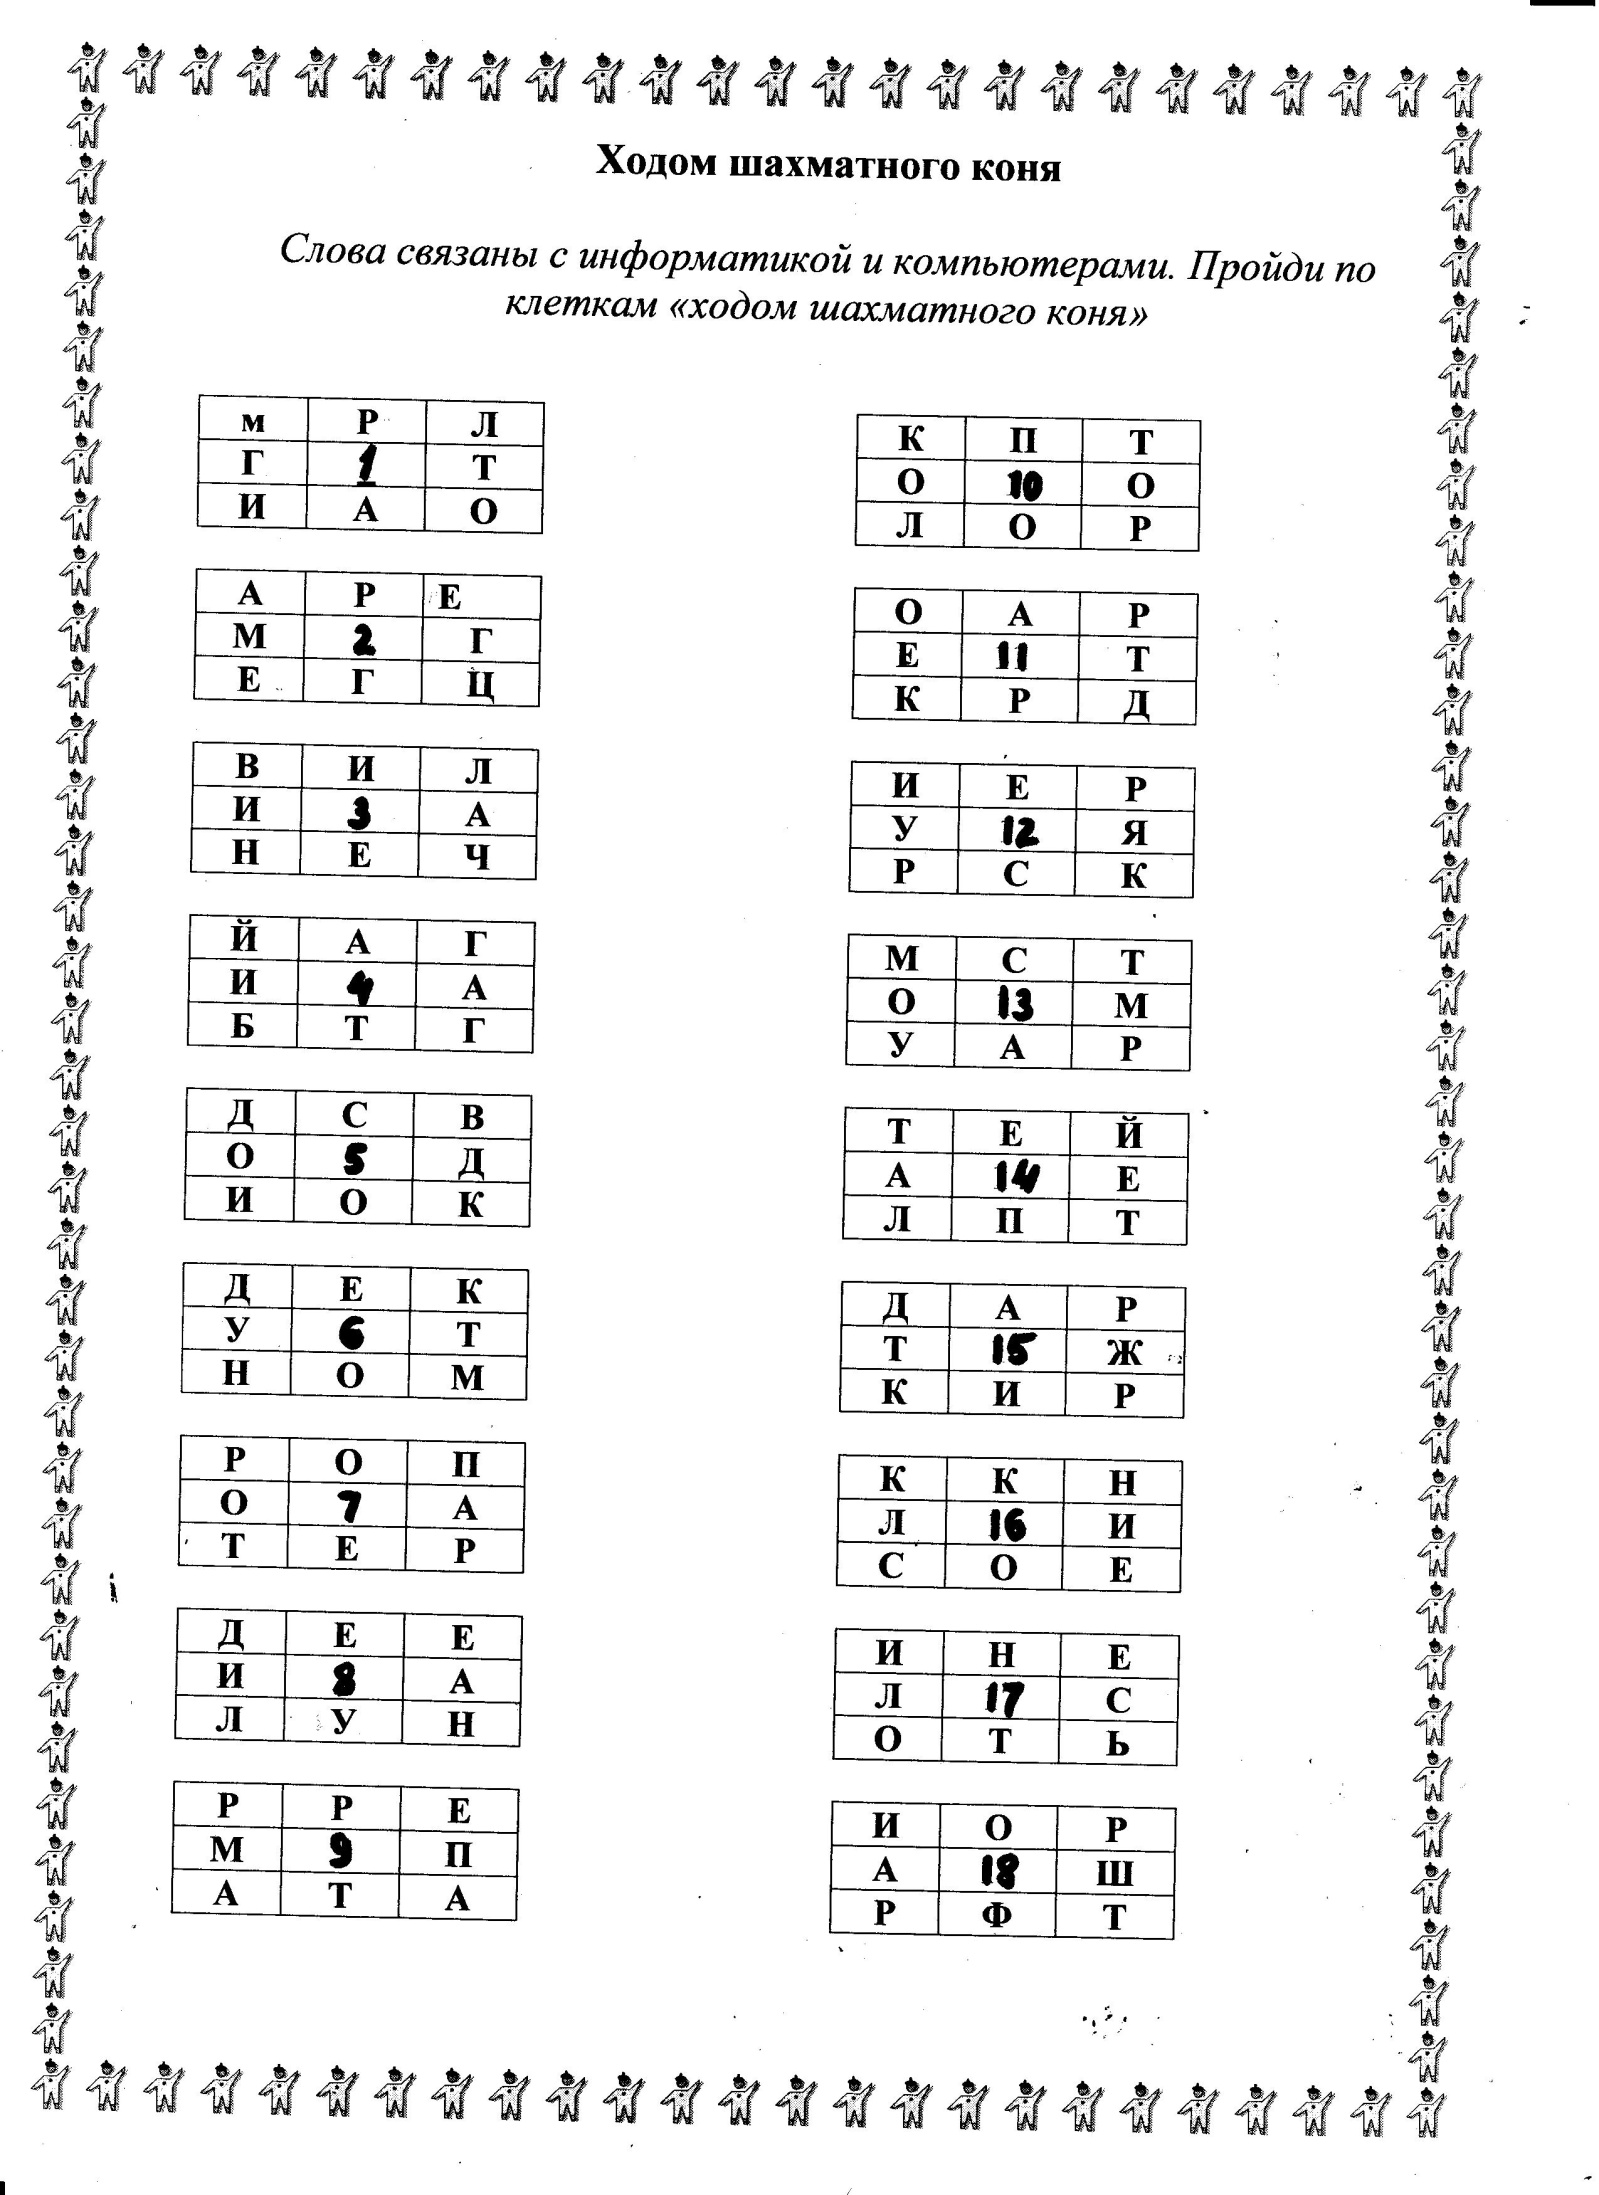 Ходом шахматного коня
Слова связаны с информатикой и компьютерами. Пройди по
клеткам «ходом шахматного коня»
м Р Л
Г 1 Т
И А О
А Р Е
М 2 Г
Е Г Ц
В И Л
И 3 А
Н Е Ч
Й А Г
И 4 А
Б Т Г
Д С В
О 5 Д
И О К
Д Е К
У 6 Т
Н О М
Р О П
О 7 А
Т Е Р
Д Е Е
И 8 А
Л У Н
Р Р Е
М 9 П
А Т А
К П Т
О 10 О
Л О Р
О А Р
Е 11 Т
К Р Д
И Е Р
У 12 Я
Р С К
М С Т
О 13 М
У А Р
Т Е Й
А 14 Е
Л П Т
Д А Р
Т 15 Ж
К И Р
К К Н
Л 16 И
С О Е
И Н Е
Л 17 С
О Т Ь
И О Р
А 18 Ш
Р Ф Т